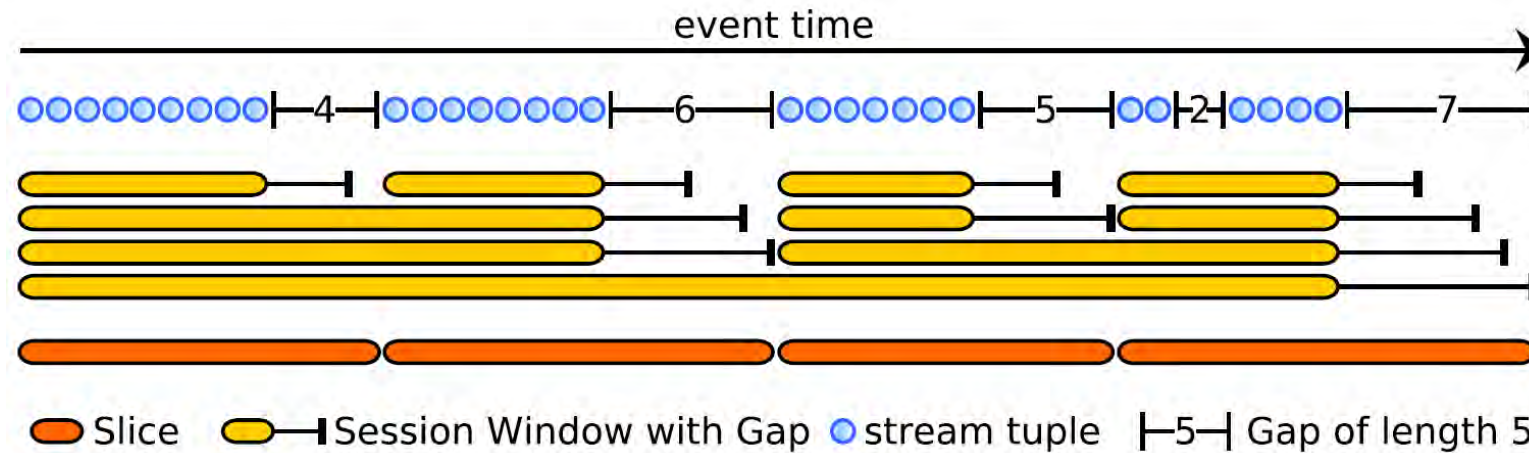 event time
4 6 5 2 7
Slice Session Window with Gap stream tuple 5 Gap of length 5